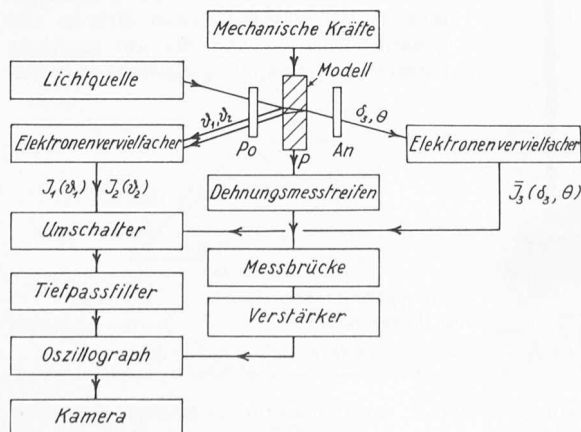 Mechanische Kräfte
Modell
Lichtquelle
ϑ₁,ϑ₂
δ₃,θ
Elektronenvervielfacher
Po
An
Elektronenvervielfacher
P
J₁(ϑ₁) J₂(ϑ₂)
Dehnungsmesstreifen
J̄₃(δ₃,θ)
Umschalter
Messbrücke
Tiefpassfilter
Verstärker
Oszillograph
Kamera